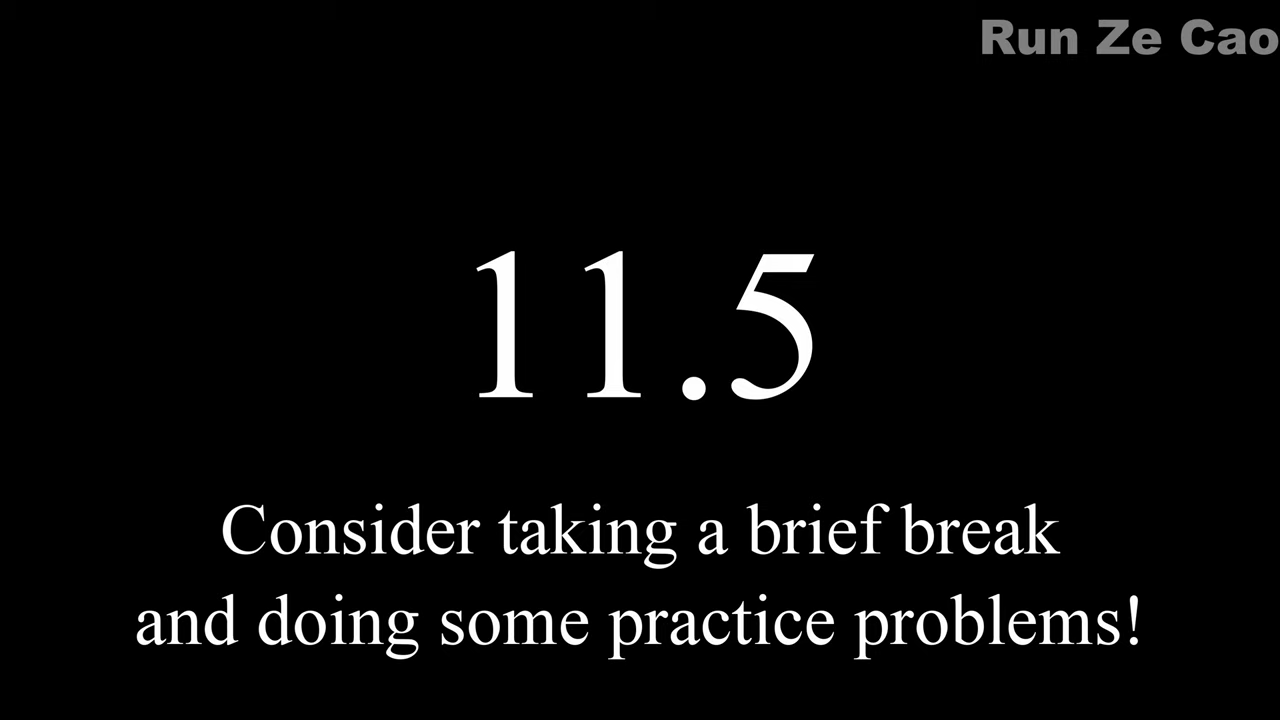 Run Ze Cao
11.5
Consider taking a brief break
and doing some practice problems!